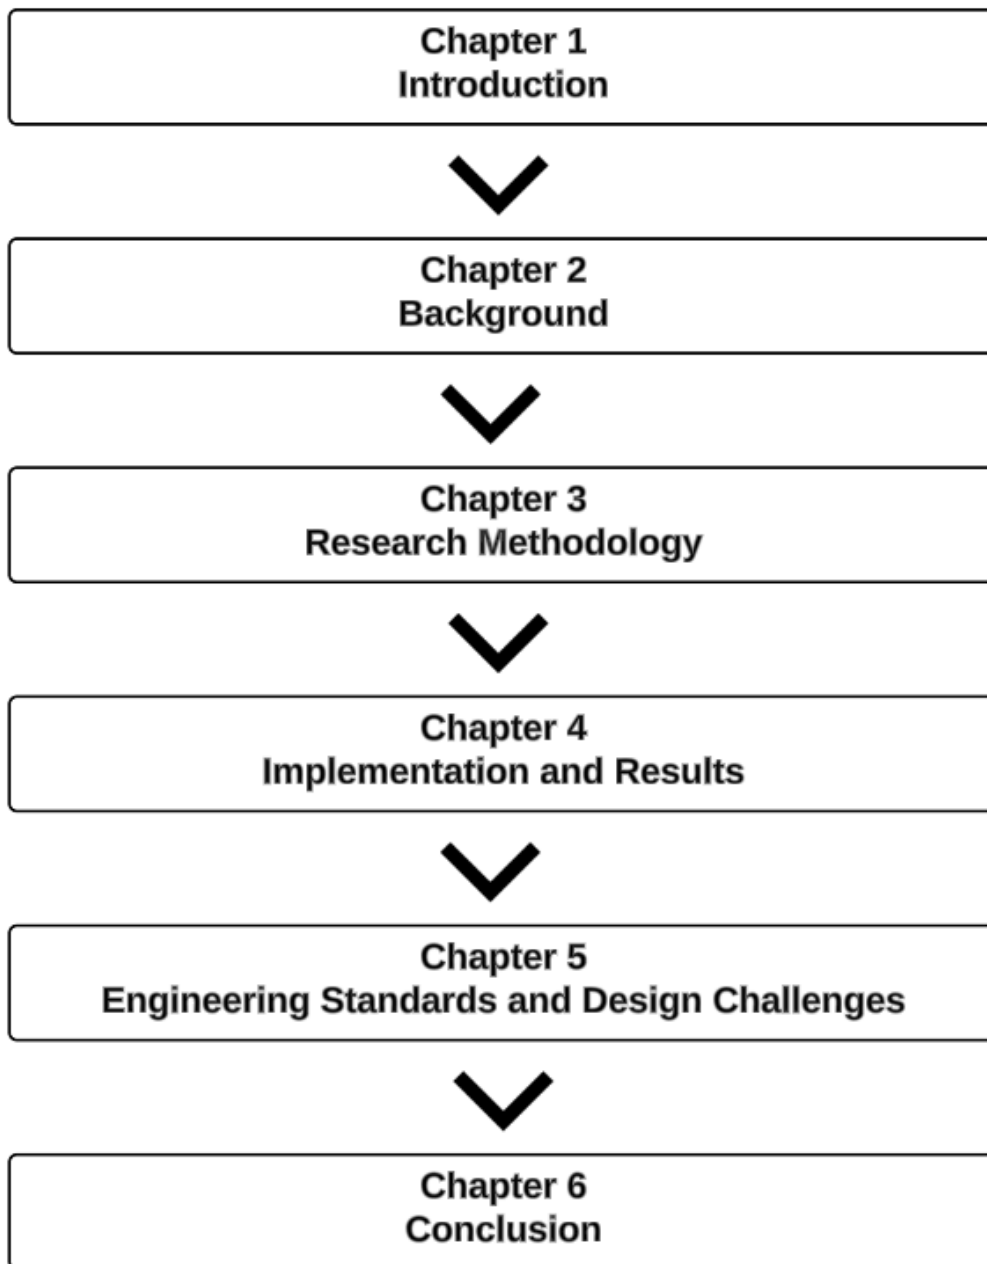 Chapter 1
Introduction
Chapter 2
Background
Chapter 3
Research Methodology
Chapter 4
Implementation and Results
Chapter 5
Engineering Standards and Design Challenges
Chapter 6
Conclusion